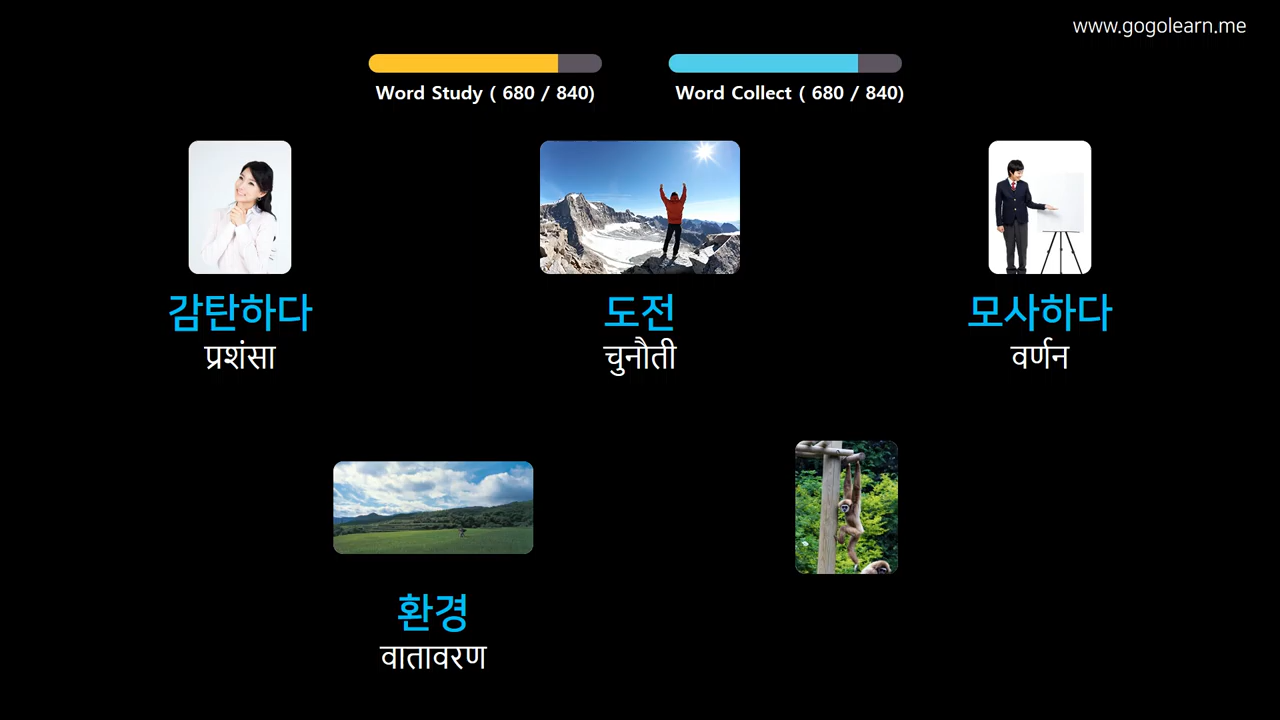 www.gogolearn.me
Word Study ( 680 / 840)
Word Collect ( 680 / 840)
감탄하다
प्रशंसा
도전
चुनौती
모사하다
वर्णन
환경
वातावरण